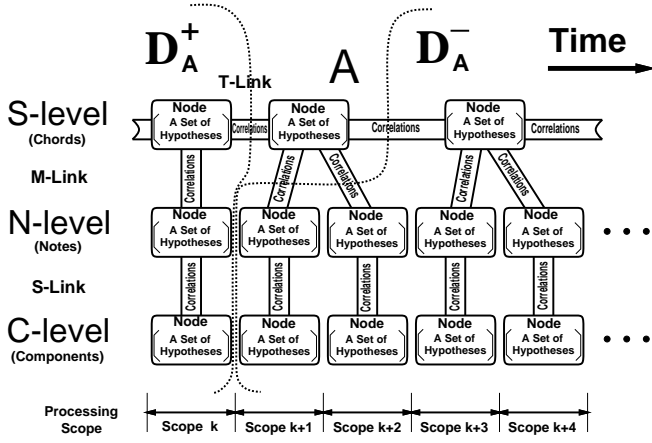 D+A A D-A Time
T-Link
S-level
(Chords)
Node
A Set of
Hypotheses
Correlations
Node
A Set of
Hypotheses
Correlations
Node
A Set of
Hypotheses
Correlations
M-Link
Correlations
Correlations
Correlations
Correlations
Correlations
N-level
(Notes)
Node
A Set of
Hypotheses
Node
A Set of
Hypotheses
Node
A Set of
Hypotheses
Node
A Set of
Hypotheses
Node
A Set of
Hypotheses
• • •
S-Link
Correlations
Correlations
Correlations
Correlations
Correlations
C-level
(Components)
Node
A Set of
Hypotheses
Node
A Set of
Hypotheses
Node
A Set of
Hypotheses
Node
A Set of
Hypotheses
Node
A Set of
Hypotheses
• • •
Processing
Scope
Scope k
Scope k+1
Scope k+2
Scope k+3
Scope k+4